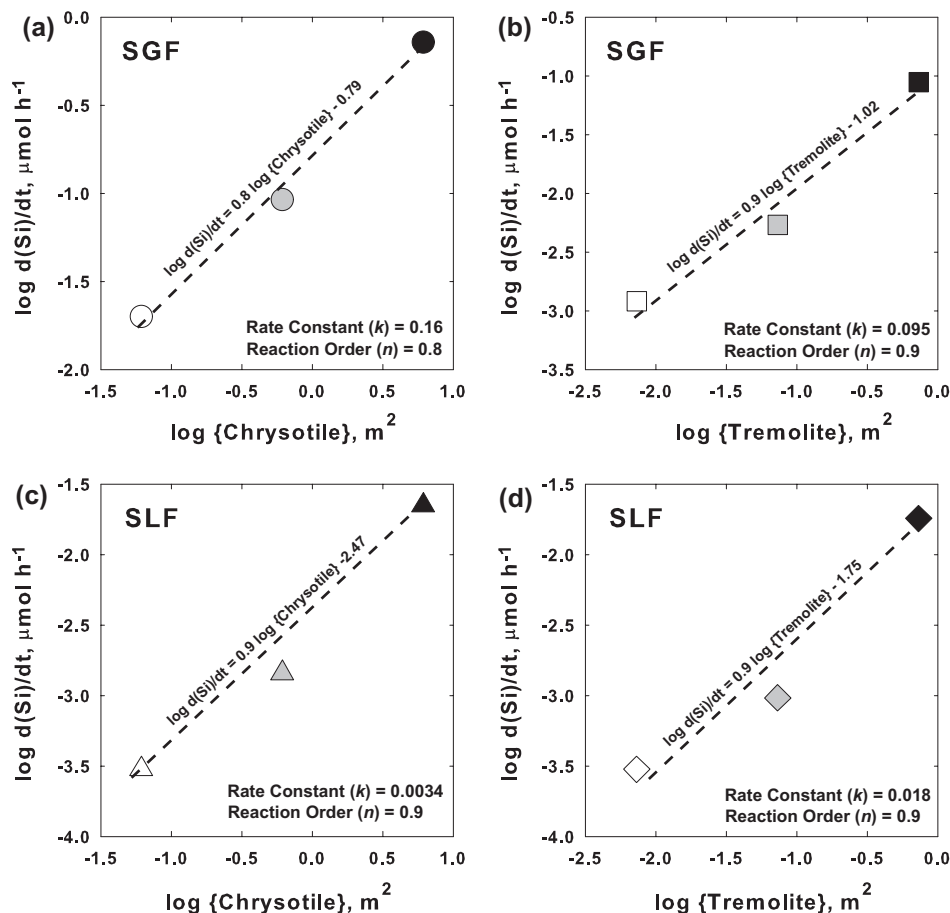 (a)
SGF
log d(Si)/dt, μmol h-1
0.0
-0.5
-1.0
-1.5
-2.0
log d(Si)/dt = 0.8 log {Chrysotile} - 0.79
Rate Constant (k) = 0.16
Reaction Order (n) = 0.8
-1.5 -1.0 -0.5 0.0 0.5 1.0
log {Chrysotile}, m2
(b)
SGF
log d(Si)/dt, μmol h-1
-0.5
-1.0
-1.5
-2.0
-2.5
-3.0
-3.5
log d(Si)/dt = 0.9 log {Tremolite} - 1.02
Rate Constant (k) = 0.095
Reaction Order (n) = 0.9
-2.5 -2.0 -1.5 -1.0 -0.5 0.0
log {Tremolite}, m2
(c)
SLF
log d(Si)/dt, μmol h-1
-1.5
-2.0
-2.5
-3.0
-3.5
-4.0
log d(Si)/dt = 0.9 log {Chrysotile} -2.47
Rate Constant (k) = 0.0034
Reaction Order (n) = 0.9
-1.5 -1.0 -0.5 0.0 0.5 1.0
log {Chrysotile}, m2
(d)
SLF
log d(Si)/dt, μmol h-1
-1.5
-2.0
-2.5
-3.0
-3.5
-4.0
log d(Si)/dt = 0.9 log {Tremolite} - 1.75
Rate Constant (k) = 0.018
Reaction Order (n) = 0.9
-2.5 -2.0 -1.5 -1.0 -0.5 0.0
log {Tremolite}, m2